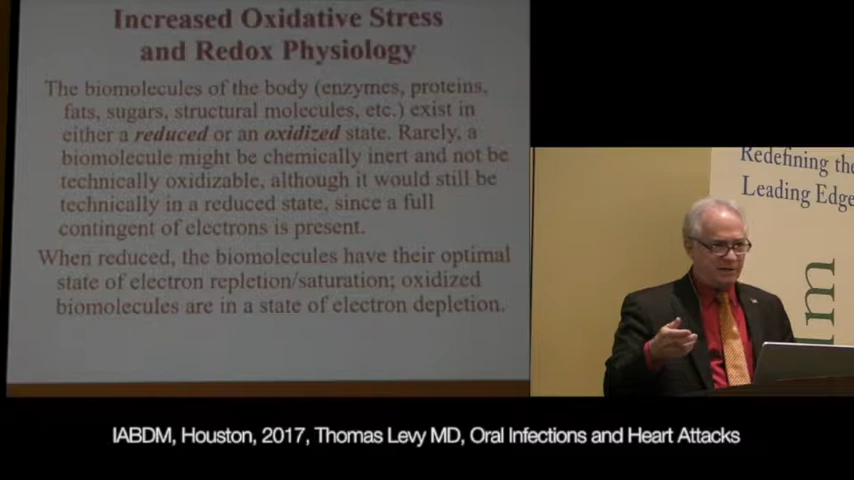 Increased Oxidative Stress
and Redox Physiology
The biomolecules of the body (enzymes, proteins,
fats, sugars, structural molecules, etc.) exist in
either a reduced or an oxidized state. Rarely, a
biomolecule might be chemically inert and not be
technically oxidizable, although it would still be
technically in a reduced state, since a full
contingent of electrons is present.
When reduced, the biomolecules have their optimal
state of electron repletion/saturation; oxidized
biomolecules are in a state of electron depletion.
Redefining the
Leading Edge
dm
IABDM, Houston, 2017, Thomas Levy MD, Oral Infections and Heart Attacks